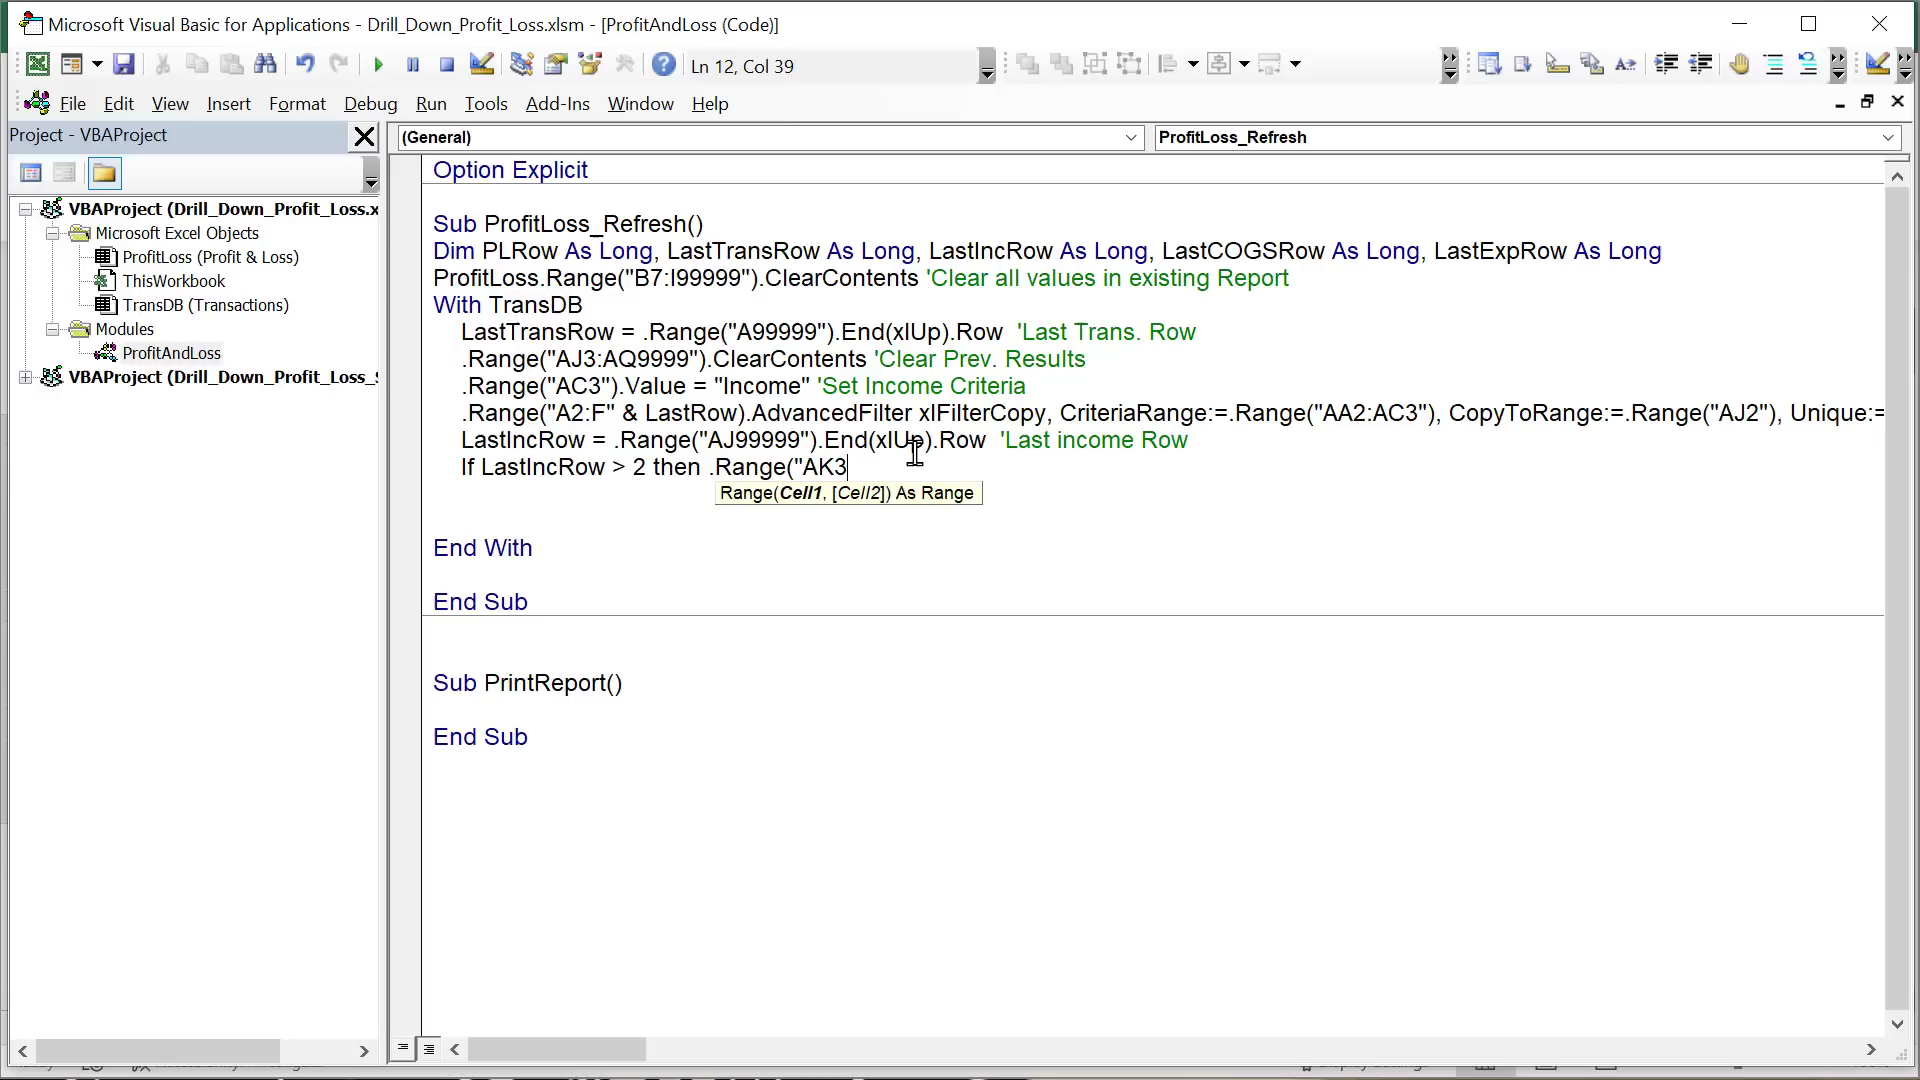 Microsoft Visual Basic for Applications - Drill_Down_Profit_Loss.xlsm - [ProfitAndLoss (Code)]
Ln 12, Col 39
File Edit View Insert Format Debug Run Tools Add-Ins Window Help
Project - VBAProject
(General)
ProfitLoss_Refresh
VBAProject (Drill_Down_Profit_Loss.x
Microsoft Excel Objects
ProfitLoss (Profit & Loss)
ThisWorkbook
TransDB (Transactions)
Modules
ProfitAndLoss
VBAProject (Drill_Down_Profit_Loss_S
Option Explicit
Sub ProfitLoss_Refresh()
Dim PLRow As Long, LastTransRow As Long, LastIncRow As Long, LastCOGSRow As Long, LastExpRow As Long
ProfitLoss.Range("B7:I99999").ClearContents 'Clear all values in existing Report
With TransDB
LastTransRow = .Range("A99999").End(xlUp).Row 'Last Trans. Row
.Range("AJ3:AQ9999").ClearContents 'Clear Prev. Results
.Range("AC3").Value = "Income" 'Set Income Criteria
.Range("A2:F" & LastRow).AdvancedFilter xlFilterCopy, CriteriaRange:=.Range("AA2:AC3"), CopyToRange:=.Range("AJ2"), Unique:=
LastIncRow = .Range("AJ99999").End(xlUp).Row 'Last income Row
If LastIncRow > 2 then .Range("AK3
Range(Cell1, [Cell2]) As Range
End With
End Sub
Sub PrintReport()
End Sub